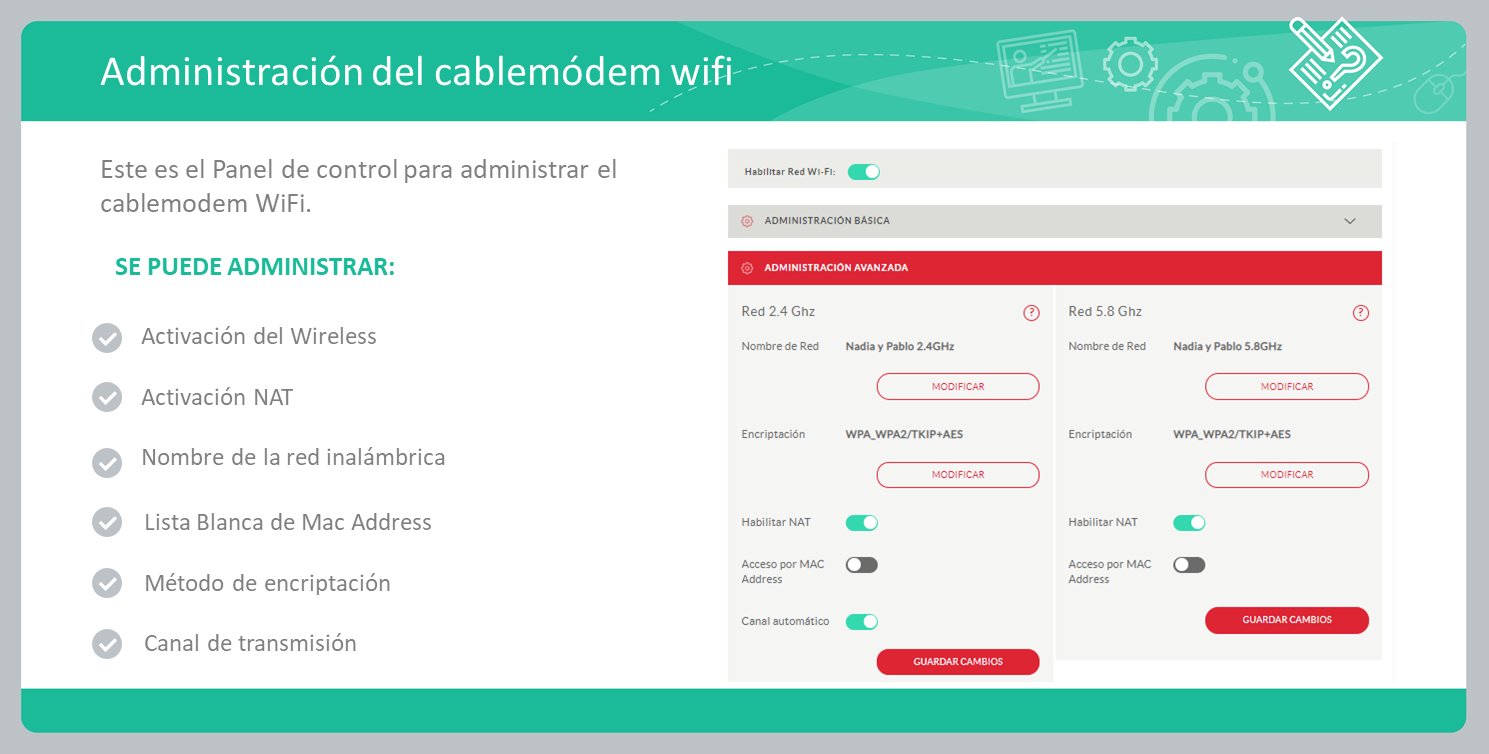 Administración del cablemódem wifi
Este es el Panel de control para administrar el
cablemodem WiFi.
SE PUEDE ADMINISTRAR:
Activación del Wireless
Activación NAT
Nombre de la red inalámbrica
Lista Blanca de Mac Address
Método de encriptación
Canal de transmisión
Habilitar Red Wi-Fi:
ADMINISTRACIÓN BÁSICA
ADMINISTRACIÓN AVANZADA
Red 2.4 Ghz
?
Nombre de Red
Nadia y Pablo 2.4GHz
MODIFICAR
Encriptación
WPA_WPA2/TKIP+AES
MODIFICAR
Habilitar NAT
Acceso por MAC
Address
Canal automático
GUARDAR CAMBIOS
Red 5.8 Ghz
?
Nombre de Red
Nadia y Pablo 5.8GHz
MODIFICAR
Encriptación
WPA_WPA2/TKIP+AES
MODIFICAR
Habilitar NAT
Acceso por MAC
Address
GUARDAR CAMBIOS